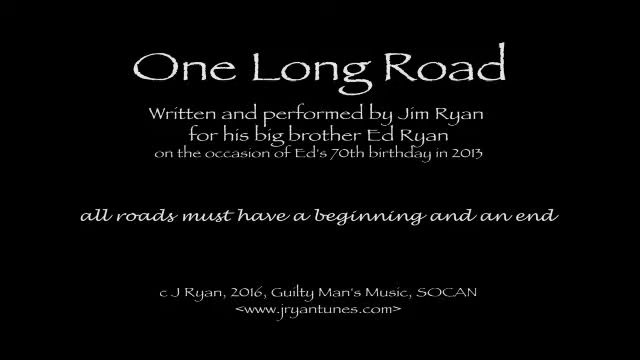 One Long Road
Written and performed by Jim Ryan
for his big brother Ed Ryan
on the occasion of Ed's 70th birthday in 2013
all roads must have a beginning and an end
c J Ryan, 2016, Guilty Man's Music, SOCAN
<www.jryantunes.com>